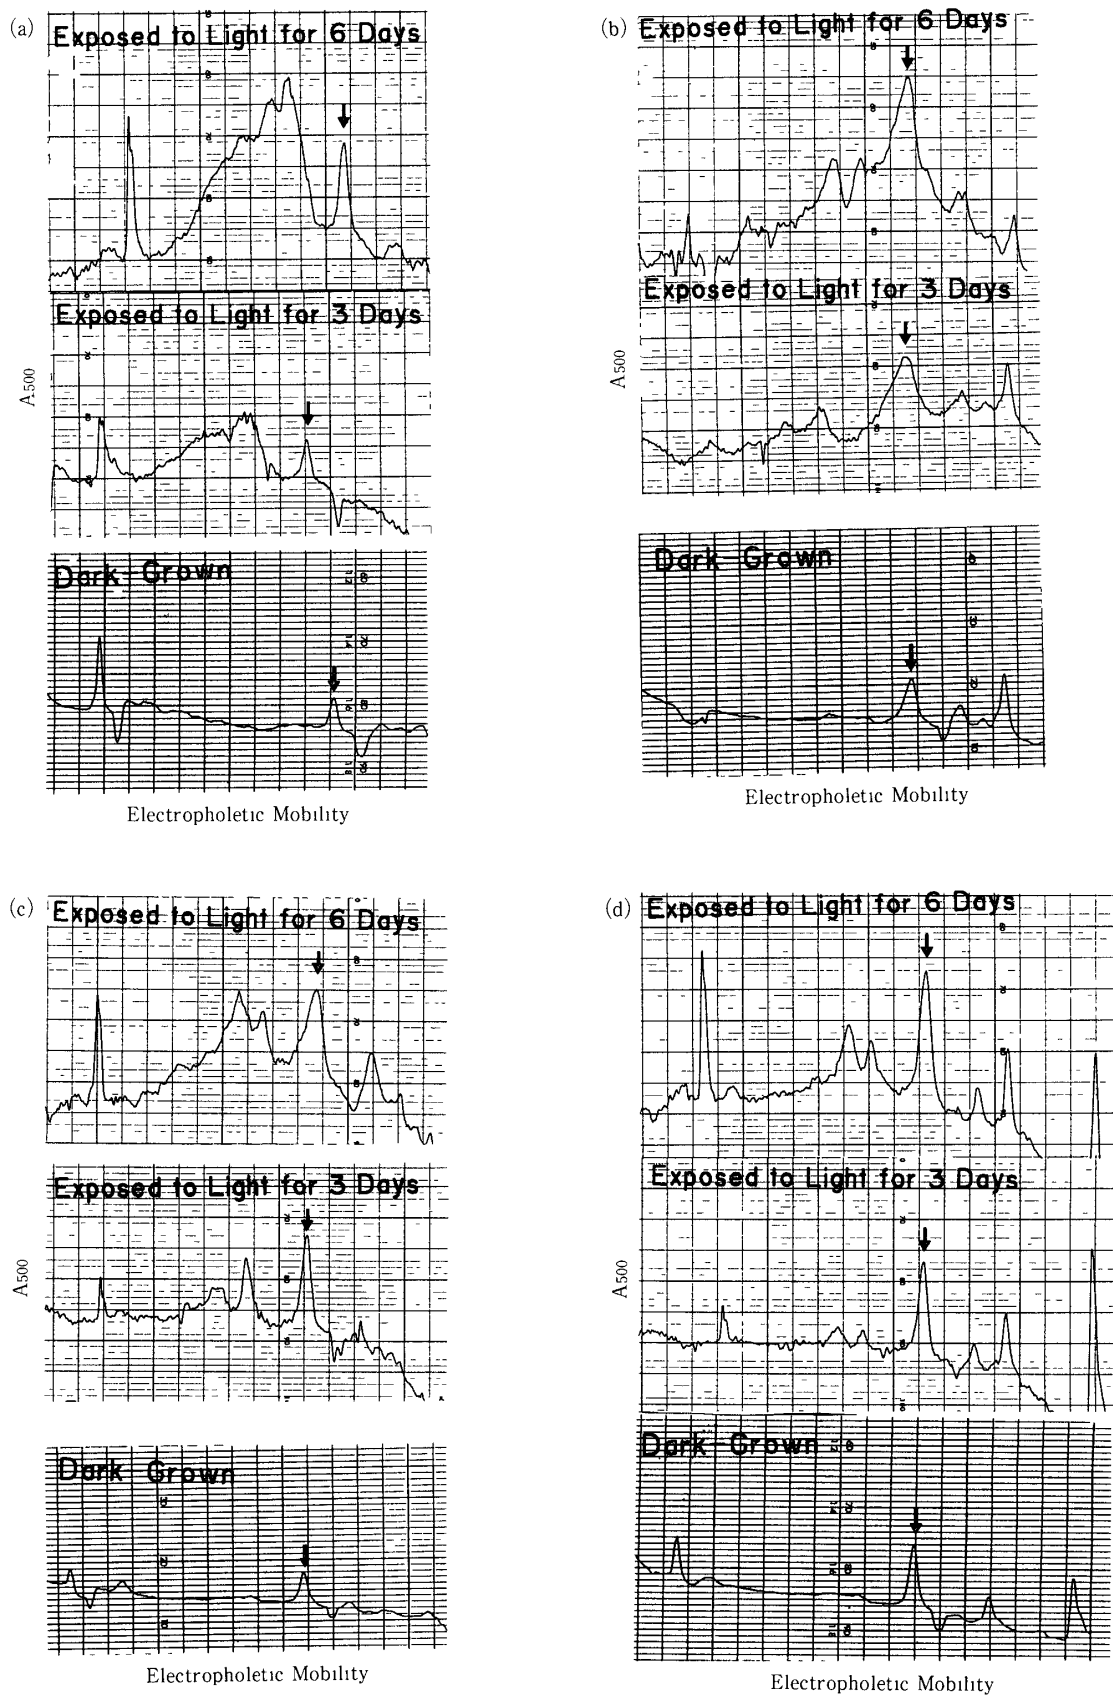 (a) Exposed to Light for 6 Days
Exposed to Light for 3 Days
A500
Dark-Grown
Electropholetic Mobility
(b) Exposed to Light for 6 Days
Exposed to Light for 3 Days
A500
Dark-Grown
Electropholetic Mobility
(c) Exposed to Light for 6 Days
Exposed to Light for 3 Days
A500
Dark-Grown
Electropholetic Mobility
(d) Exposed to Light for 6 Days
Exposed to Light for 3 Days
A500
Dark-Grown
Electropholetic Mobility